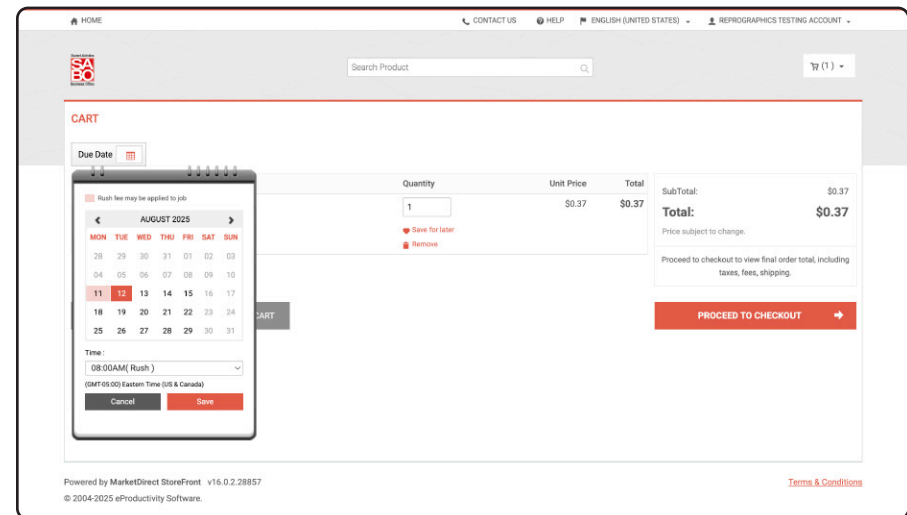 HOME
CONTACT US
HELP
ENGLISH (UNITED STATES)
REPROGRAPHICS TESTING ACCOUNT
SA
BO
Search Product
(1)
CART
Due Date
Rush fee may be applied to job
AUGUST 2025
MON TUE WED THU FRI SAT SUN
28 29 30 31 01 02 03
04 05 06 07 08 09 10
11 12 13 14 15 16 17
18 19 20 21 22 23 24
25 26 27 28 29 30 31
Time :
08:00AM( Rush )
(GMT-05:00) Eastern Time (US & Canada)
Cancel
Save
Quantity Unit Price Total
1 $0.37 $0.37
Save for later
Remove
CART
SubTotal: $0.37
Total: $0.37
Price subject to change.
Proceed to checkout to view final order total, including
taxes, fees, shipping.
PROCEED TO CHECKOUT
Powered by MarketDirect StoreFront v16.0.2.28857
© 2004-2025 eProductivity Software.
Terms & Conditions